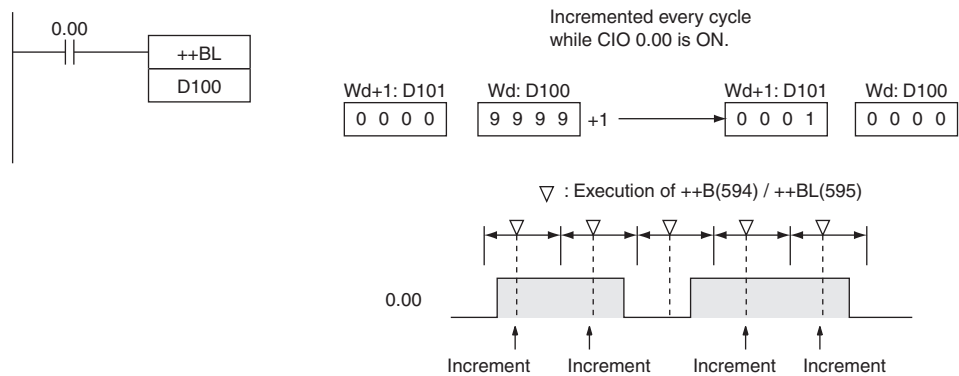 0.00
++BL
D100
Incremented every cycle
while CIO 0.00 is ON.
Wd+1: D101 Wd: D100 Wd+1: D101 Wd: D100
0 0 0 0 9 9 9 9 +1 0 0 0 1 0 0 0 0
: Execution of ++B(594) / ++BL(595)
0.00
Increment Increment Increment Increment